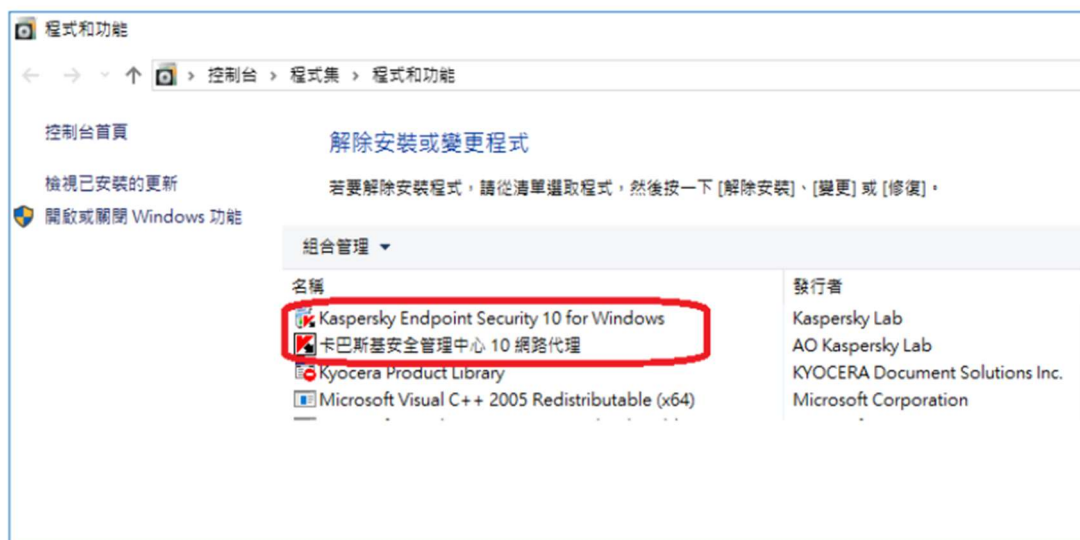 程式和功能
控制台 › 程式集 › 程式和功能
控制台首頁
檢視已安裝的更新
開啟或關閉 Windows 功能
解除安裝或變更程式
若要解除安裝程式，請從清單選取程式，然後按一下 [解除安裝]、[變更] 或 [修復]。
組合管理
名稱 發行者
Kaspersky Endpoint Security 10 for Windows Kaspersky Lab
卡巴斯基安全管理中心 10 網路代理 AO Kaspersky Lab
Kyocera Product Library KYOCERA Document Solutions Inc.
Microsoft Visual C++ 2005 Redistributable (x64) Microsoft Corporation